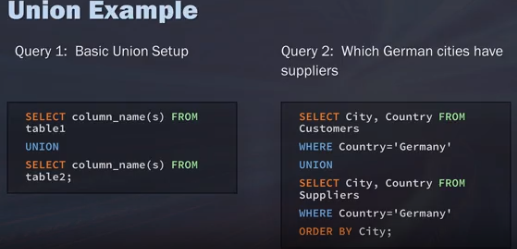 Union Example
Query 1: Basic Union Setup
SELECT column_name(s) FROM
table1
UNION
SELECT column_name(s) FROM
table2;
Query 2: Which German cities have
suppliers
SELECT City, Country FROM
Customers
WHERE Country='Germany'
UNION
SELECT City, Country FROM
Suppliers
WHERE Country='Germany'
ORDER BY City;